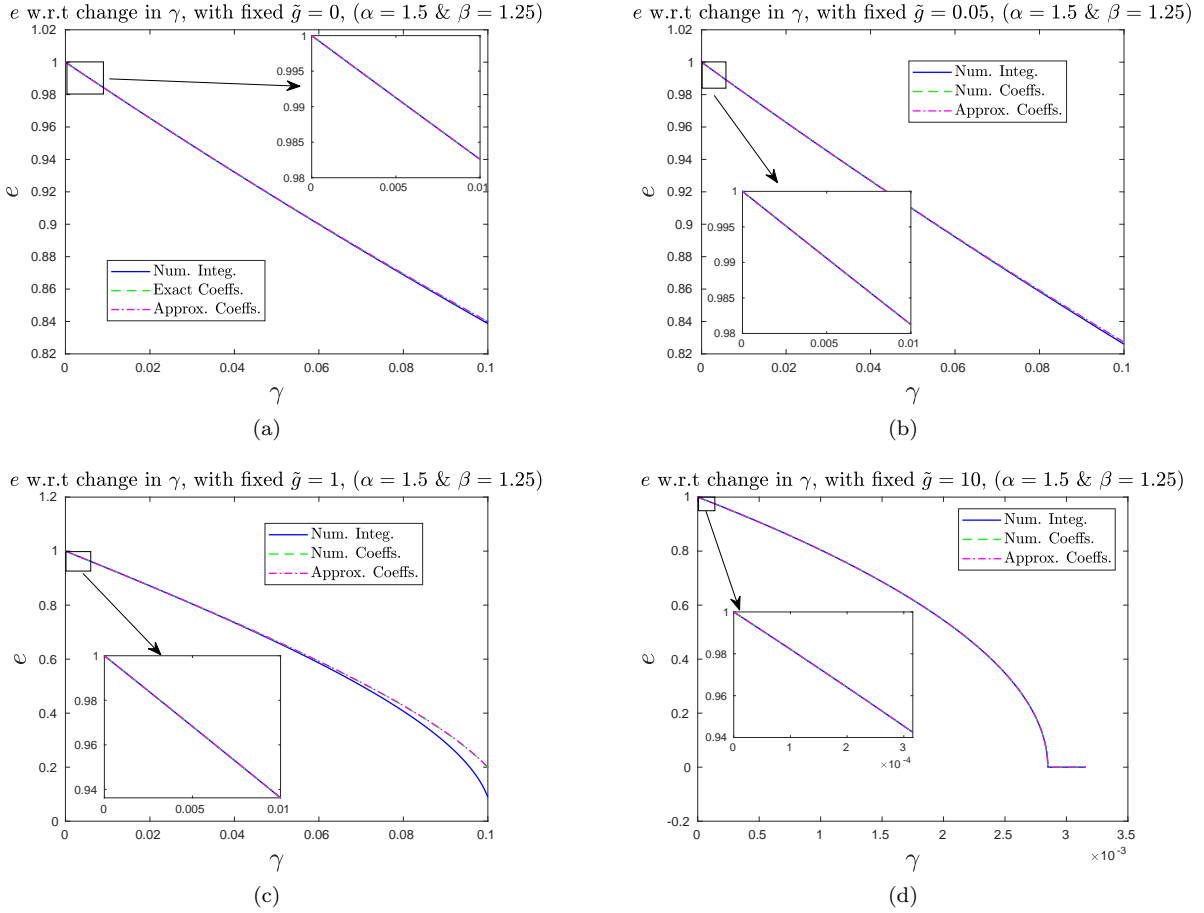 e w.r.t change in γ, with fixed g̃ = 0, (α = 1.5 & β = 1.25)
1.02
1
0.98
0.96
0.94
0.92
0.9
0.88
0.86
0.84
0.82
e
1
0.995
0.99
0.985
0.98
0 0.005 0.01
Num. Integ.
Exact Coeffs.
Approx. Coeffs.
0 0.02 0.04 0.06 0.08 0.1
γ
(a)
e w.r.t change in γ, with fixed g̃ = 0.05, (α = 1.5 & β = 1.25)
1.02
1
0.98
0.96
0.94
0.92
0.9
0.88
0.86
0.84
0.82
e
Num. Integ.
Num. Coeffs.
Approx. Coeffs.
1
0.995
0.99
0.985
0.98
0 0.005 0.01
0 0.02 0.04 0.06 0.08 0.1
γ
(b)
e w.r.t change in γ, with fixed g̃ = 1, (α = 1.5 & β = 1.25)
1.2
1
0.8
0.6
0.4
0.2
0
e
Num. Integ.
Num. Coeffs.
Approx. Coeffs.
1
0.98
0.96
0.94
0 0.005 0.01
0 0.02 0.04 0.06 0.08 0.1
γ
(c)
e w.r.t change in γ, with fixed g̃ = 10, (α = 1.5 & β = 1.25)
1
0.8
0.6
0.4
0.2
0
-0.2
e
Num. Integ.
Num. Coeffs.
Approx. Coeffs.
1
0.98
0.96
0.94
0 1 2 3
×10⁻⁴
0 0.5 1 1.5 2 2.5 3 3.5
×10⁻³
γ
(d)